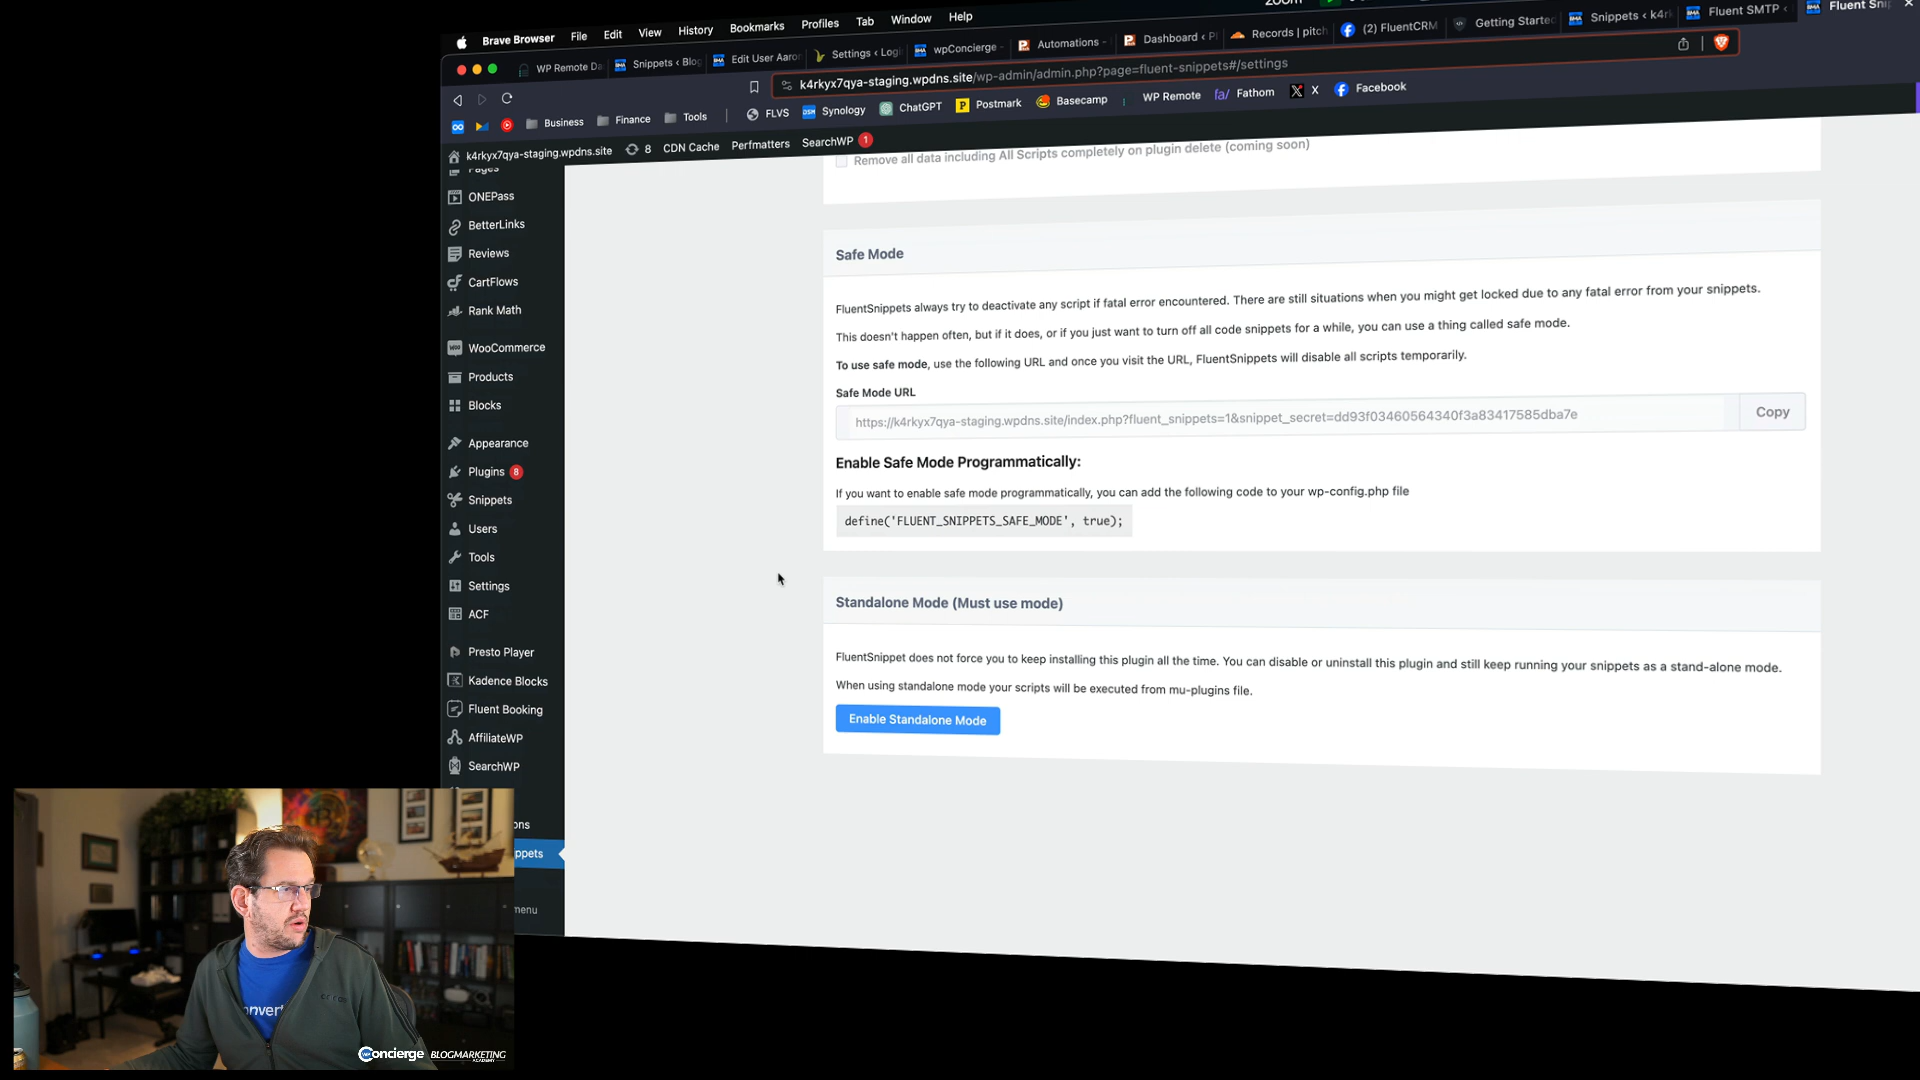 zoom
Brave Browser File Edit View History Bookmarks Profiles Tab Window Help
WP Remote Da Snippets ‹ Blog Edit User Aaror Settings ‹ Logi wpConcierge - Automations - Dashboard ‹ P Records | pitch (2) FluentCRM Getting Started Snippets ‹ k4rk Fluent SMTP ‹ Fluent Snip
k4rkyx7qya-staging.wpdns.site/wp-admin/admin.php?page=fluent-snippets#/settings
Business Finance Tools FLVS Synology ChatGPT Postmark Basecamp WP Remote Fathom X Facebook
k4rkyx7qya-staging.wpdns.site 8 CDN Cache Perfmatters SearchWP 1
Pages
ONEPass
BetterLinks
Reviews
CartFlows
Rank Math
WooCommerce
Products
Blocks
Appearance
Plugins 8
Snippets
Users
Tools
Settings
ACF
Presto Player
Kadence Blocks
Fluent Booking
AffiliateWP
SearchWP
ons
ppets
menu
Remove all data including All Scripts completely on plugin delete (coming soon)
Safe Mode
FluentSnippets always try to deactivate any script if fatal error encountered. There are still situations when you might get locked due to any fatal error from your snippets.
This doesn't happen often, but if it does, or if you just want to turn off all code snippets for a while, you can use a thing called safe mode.
To use safe mode, use the following URL and once you visit the URL, FluentSnippets will disable all scripts temporarily.
Safe Mode URL
https://k4rkyx7qya-staging.wpdns.site/index.php?fluent_snippets=1&snippet_secret=dd93f03460564340f3a83417585dba7e Copy
Enable Safe Mode Programmatically:
If you want to enable safe mode programmatically, you can add the following code to your wp-config.php file
define('FLUENT_SNIPPETS_SAFE_MODE', true);
Standalone Mode (Must use mode)
FluentSnippet does not force you to keep installing this plugin all the time. You can disable or uninstall this plugin and still keep running your snippets as a stand-alone mode.
When using standalone mode your scripts will be executed from mu-plugins file.
Enable Standalone Mode
nvert
Concierge BLOGMARKETING
ACADEMY